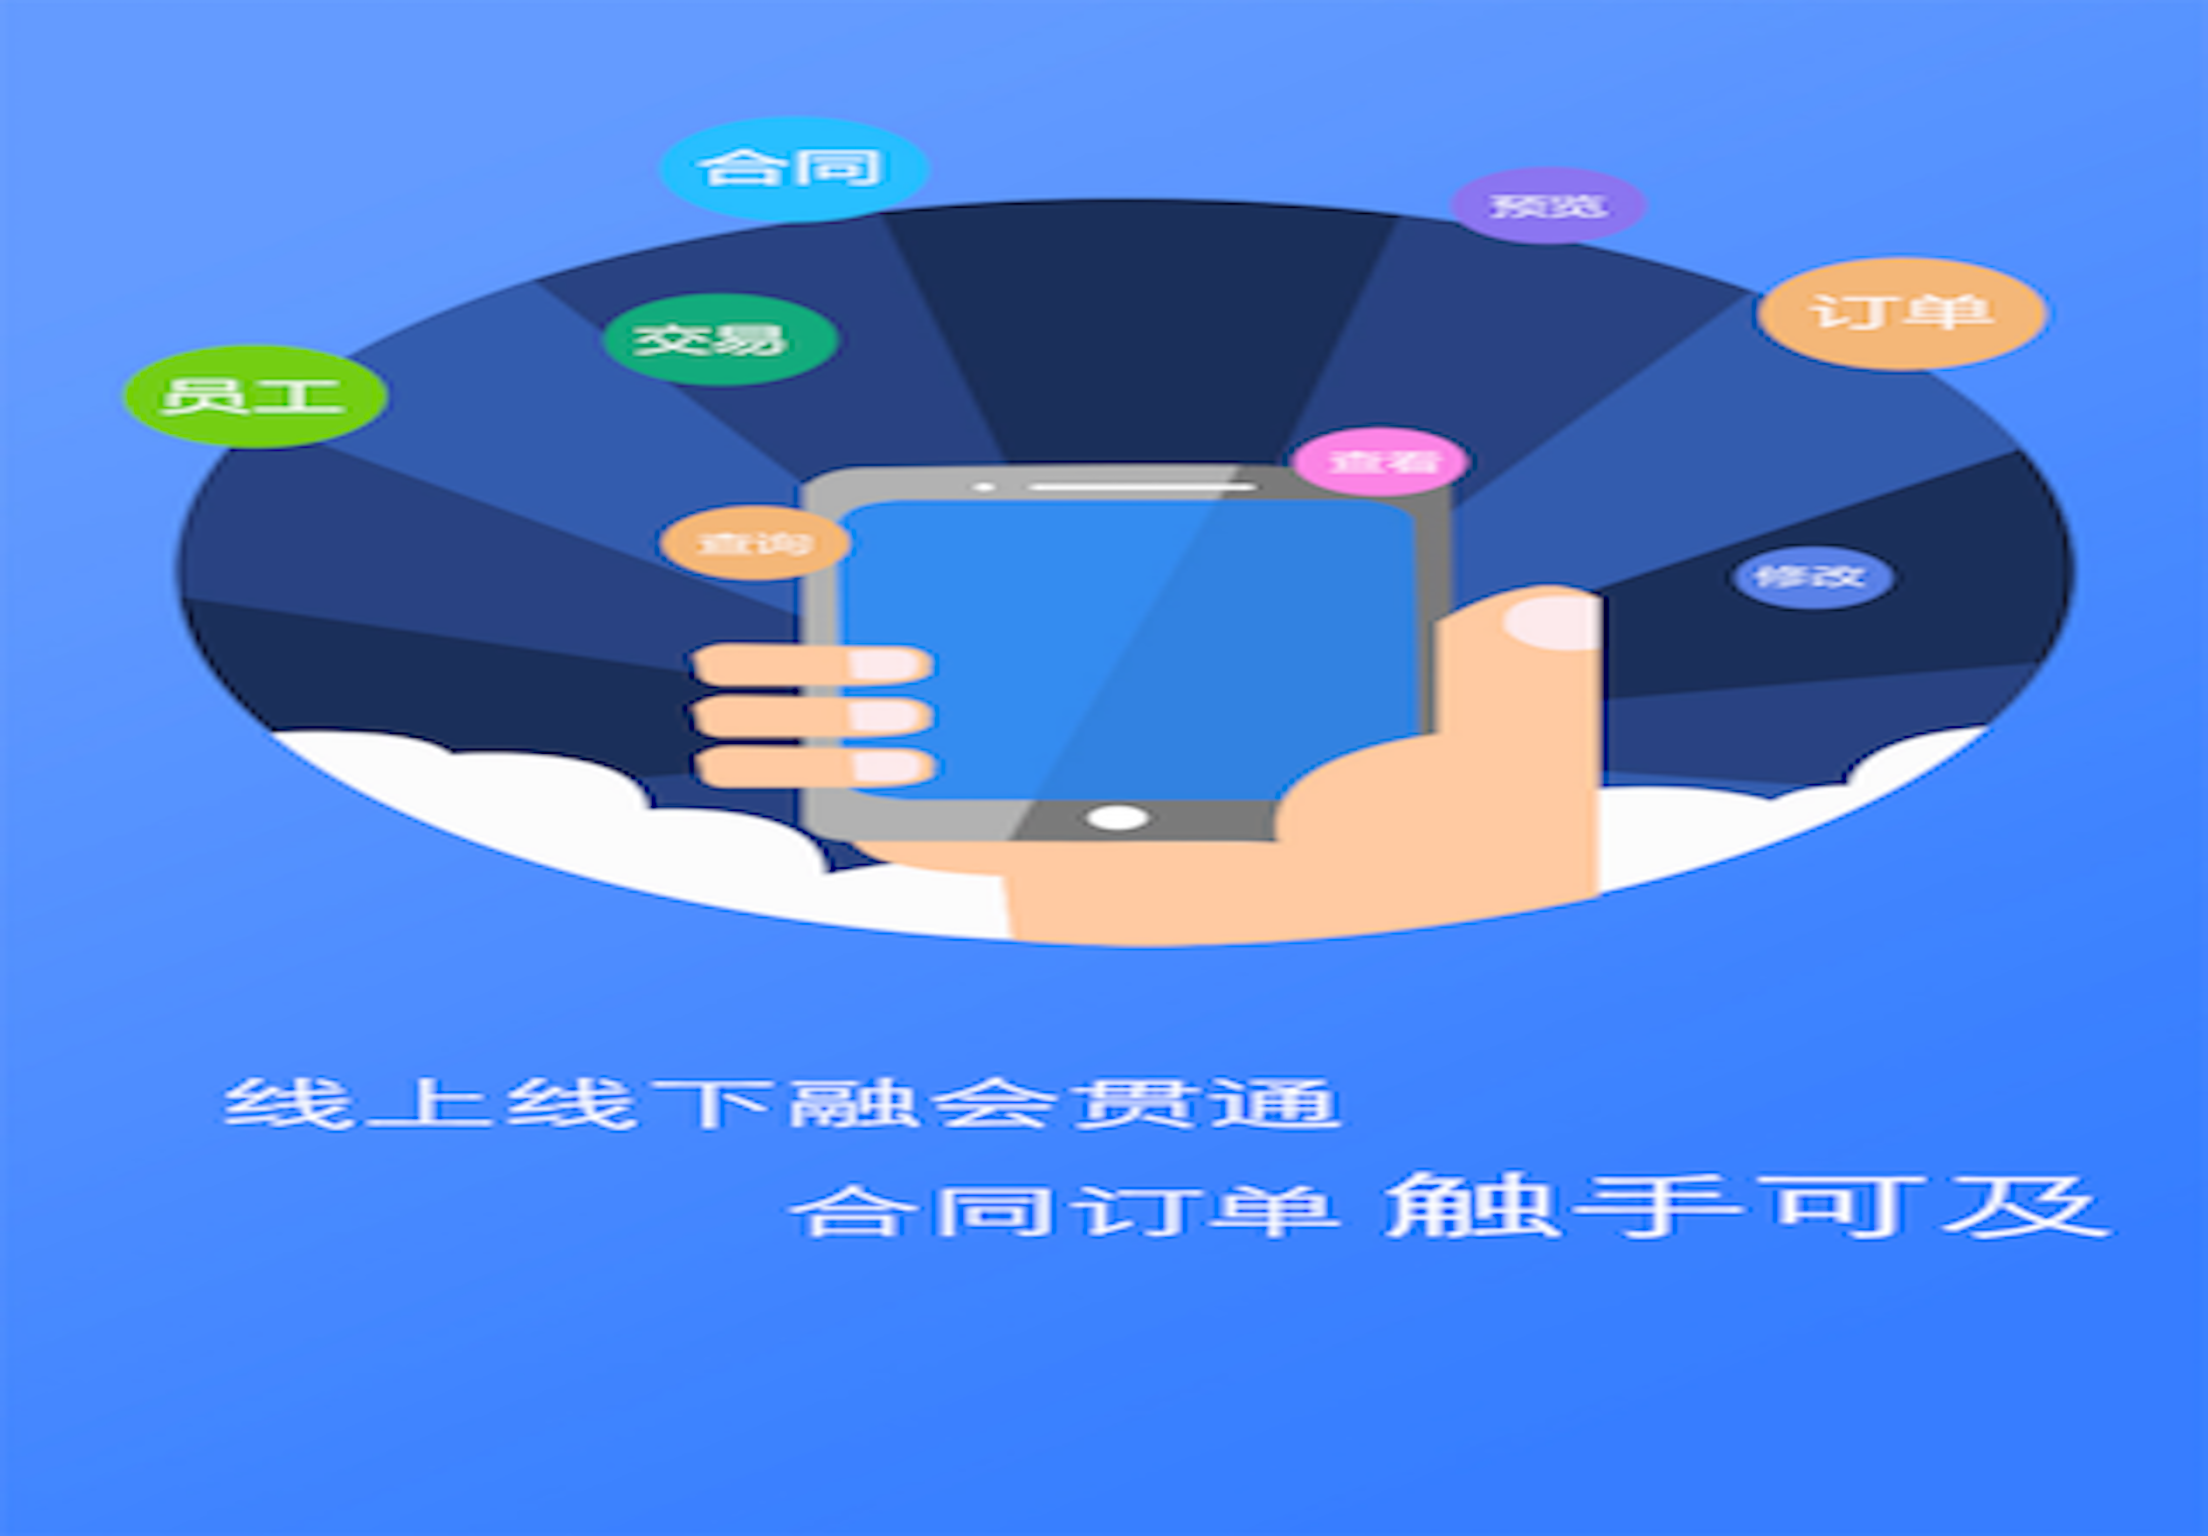 合同
预览
订单
交易
员工
查看
查询
修改
线上线下融会贯通
合同订单 触手可及